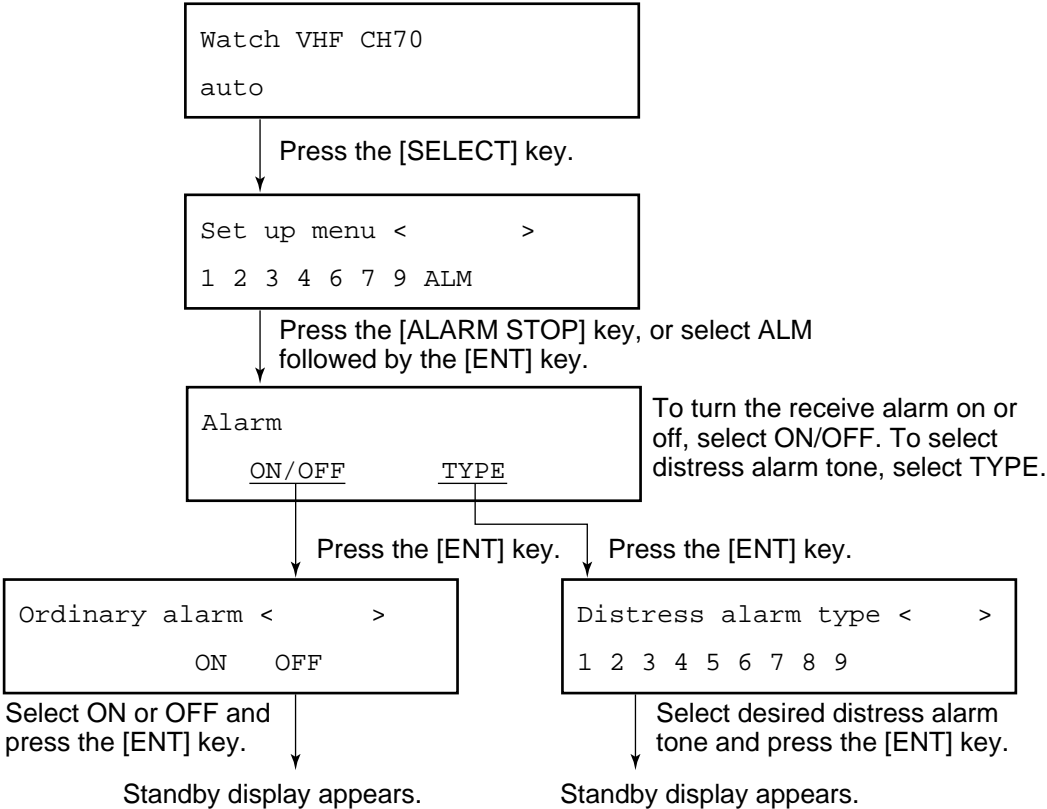 Watch VHF CH70
auto
Press the [SELECT] key.
Set up menu <       >
1 2 3 4 6 7 9 ALM
Press the [ALARM STOP] key, or select ALM
followed by the [ENT] key.
Alarm
ON/OFF      TYPE
To turn the receive alarm on or
off, select ON/OFF. To select
distress alarm tone, select TYPE.
Press the [ENT] key.
Press the [ENT] key.
Ordinary alarm <      >
ON   OFF
Select ON or OFF and
press the [ENT] key.
Standby display appears.
Distress alarm type <    >
1 2 3 4 5 6 7 8 9
Select desired distress alarm
tone and press the [ENT] key.
Standby display appears.